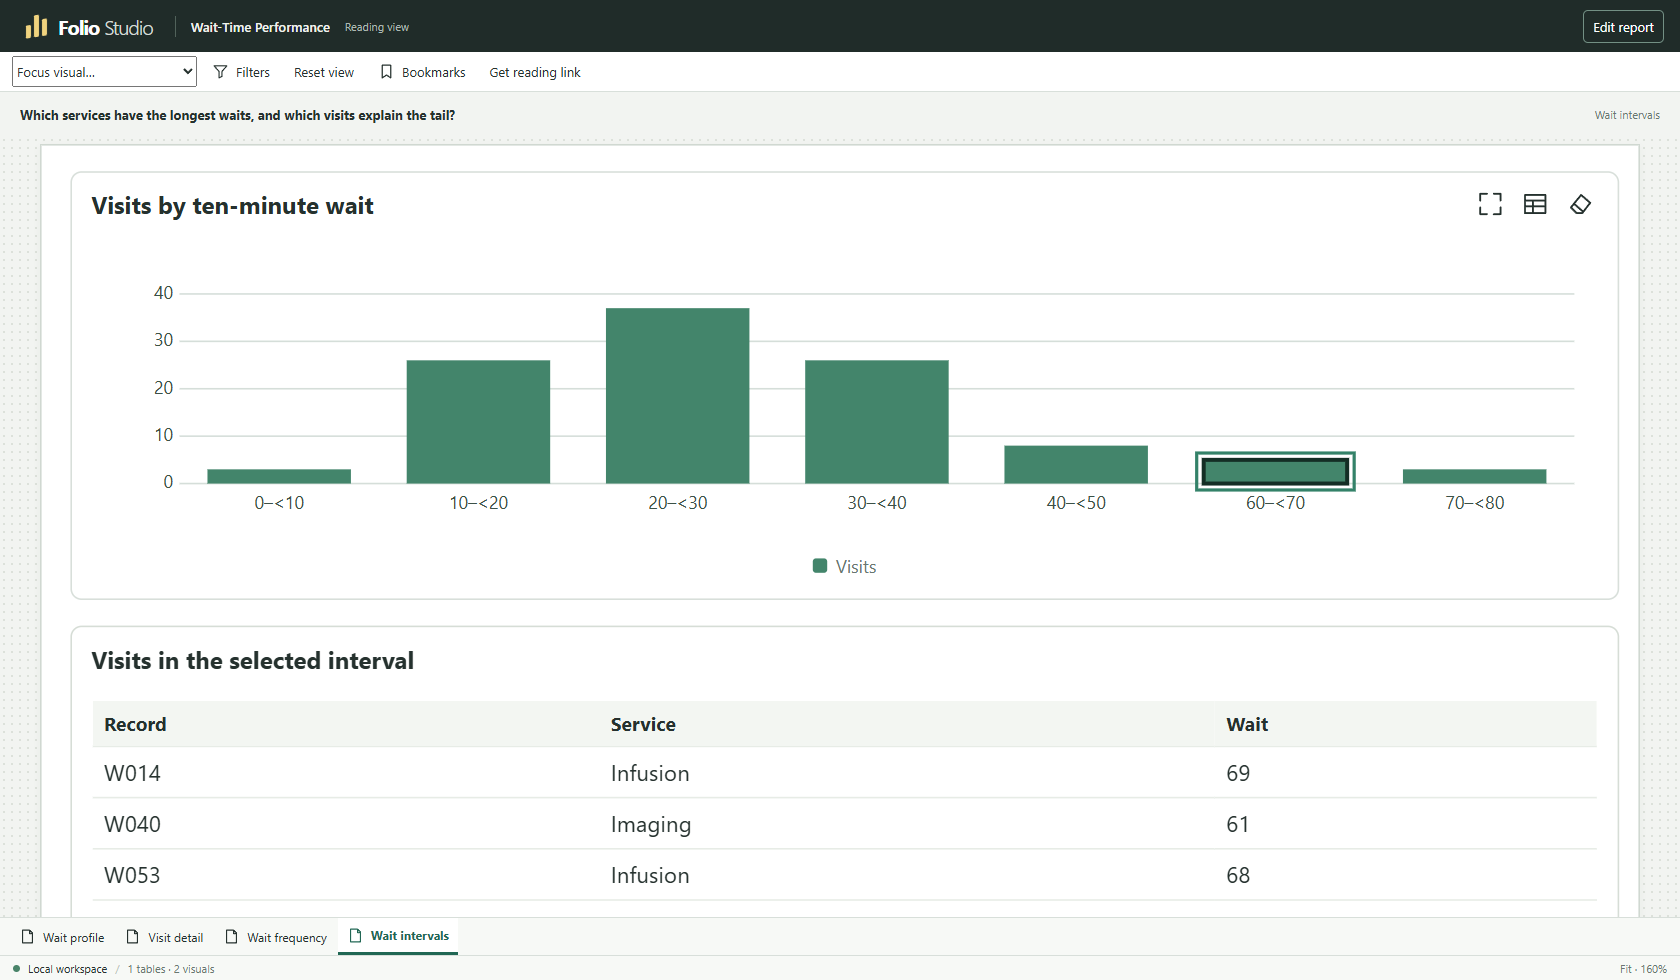 Folio Studio Wait-Time Performance Reading view Edit report
Focus visual... Filters Reset view Bookmarks Get reading link
Which services have the longest waits, and which visits explain the tail? Wait intervals
Visits by ten-minute wait
40
30
20
10
0
0–<10 10–<20 20–<30 30–<40 40–<50 60–<70 70–<80
Visits
Visits in the selected interval
Record Service Wait
W014 Infusion 69
W040 Imaging 61
W053 Infusion 68
Wait profile Visit detail Wait frequency Wait intervals
Local workspace / 1 tables · 2 visuals Fit · 160%